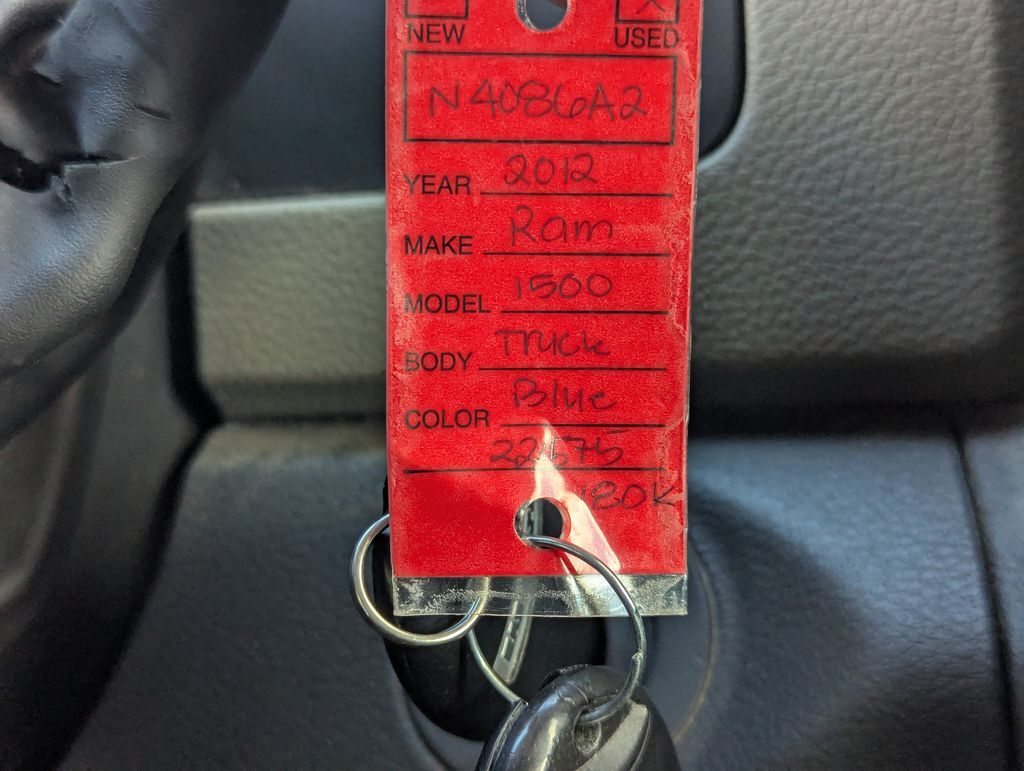 NEW USED
N4086A2
YEAR 2012
MAKE Ram
MODEL 1500
BODY Truck
COLOR Blue
22575
180K